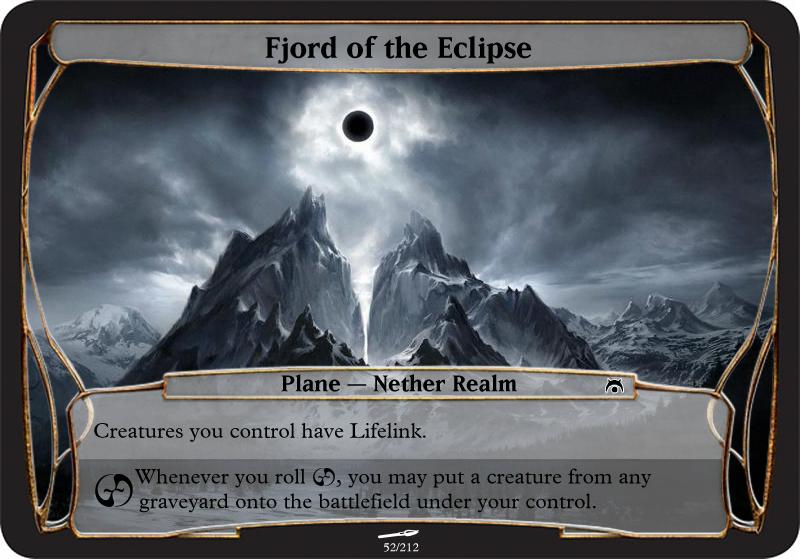 Fjord of the Eclipse
Plane — Nether Realm
Creatures you control have Lifelink.
Whenever you roll , you may put a creature from any
graveyard onto the battlefield under your control.
52/212